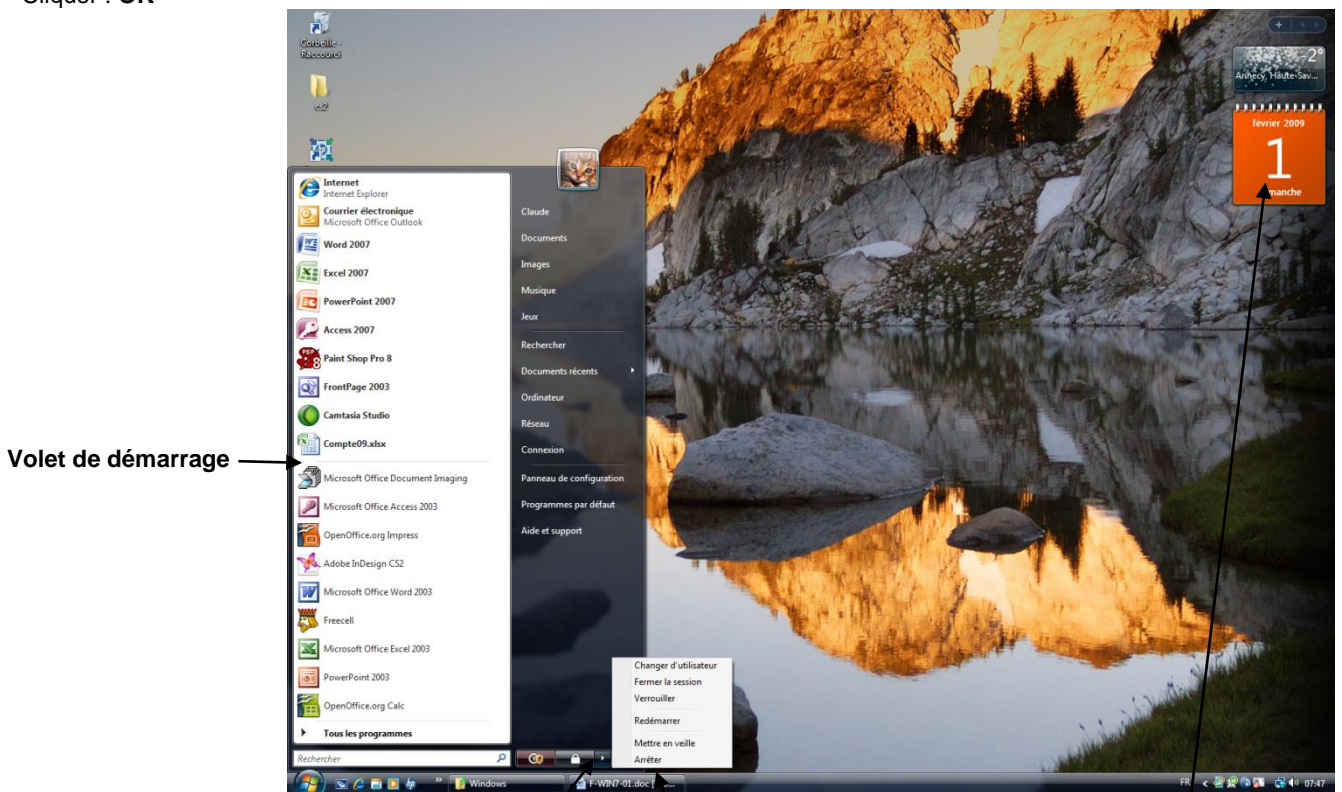 Cliquer : OK
Corbeille -
Raccourci
cs2
-2°
Annecy, Haute-Sav...
février 2009
1
Internet
Internet Explorer
Courrier électronique
Microsoft Office Outlook
Word 2007
Excel 2007
PowerPoint 2007
Access 2007
Paint Shop Pro 8
FrontPage 2003
Camtasia Studio
Compte09.xlsx
Microsoft Office Document Imaging
Microsoft Office Access 2003
OpenOffice.org Impress
Adobe InDesign CS2
Microsoft Office Word 2003
Freecell
Microsoft Office Excel 2003
PowerPoint 2003
OpenOffice.org Calc
Tous les programmes
Rechercher
Claude
Documents
Images
Musique
Jeux
Rechercher
Documents récents
Ordinateur
Réseau
Connexion
Panneau de configuration
Programmes par défaut
Aide et support
Volet de démarrage
Changer d'utilisateur
Fermer la session
Verrouiller
Redémarrer
Mettre en veille
Arrêter
Windows
F-WIN7-01.doc
FR
07:47